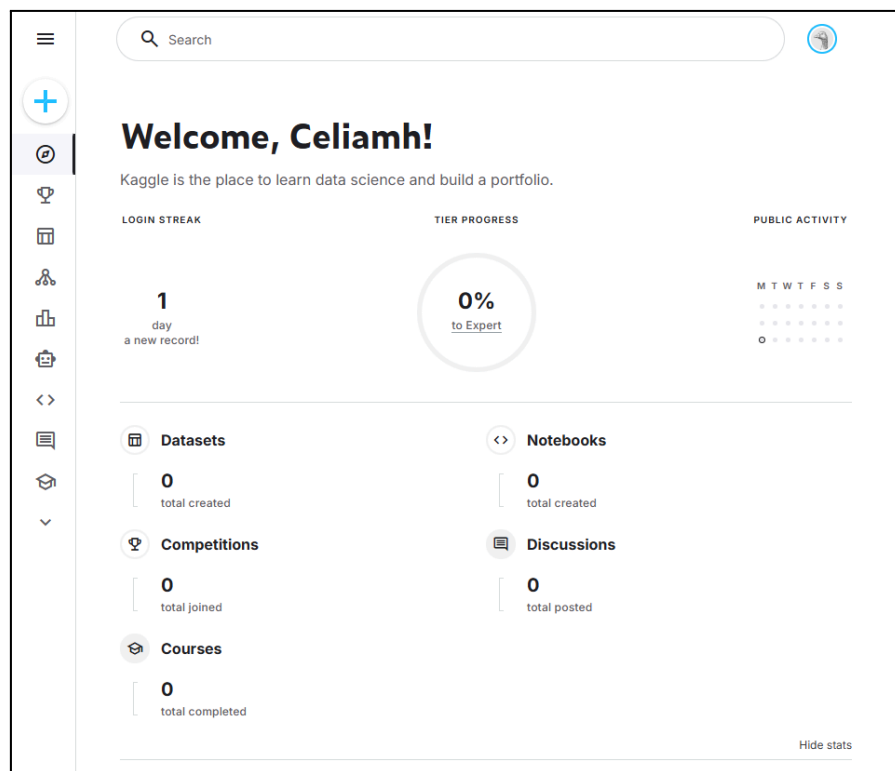 Search
Welcome, Celiamh!
Kaggle is the place to learn data science and build a portfolio.
LOGIN STREAK
TIER PROGRESS
PUBLIC ACTIVITY
1
day
a new record!
0%
to Expert
M T W T F S S
Datasets
0
total created
Notebooks
0
total created
Competitions
0
total joined
Discussions
0
total posted
Courses
0
total completed
Hide stats